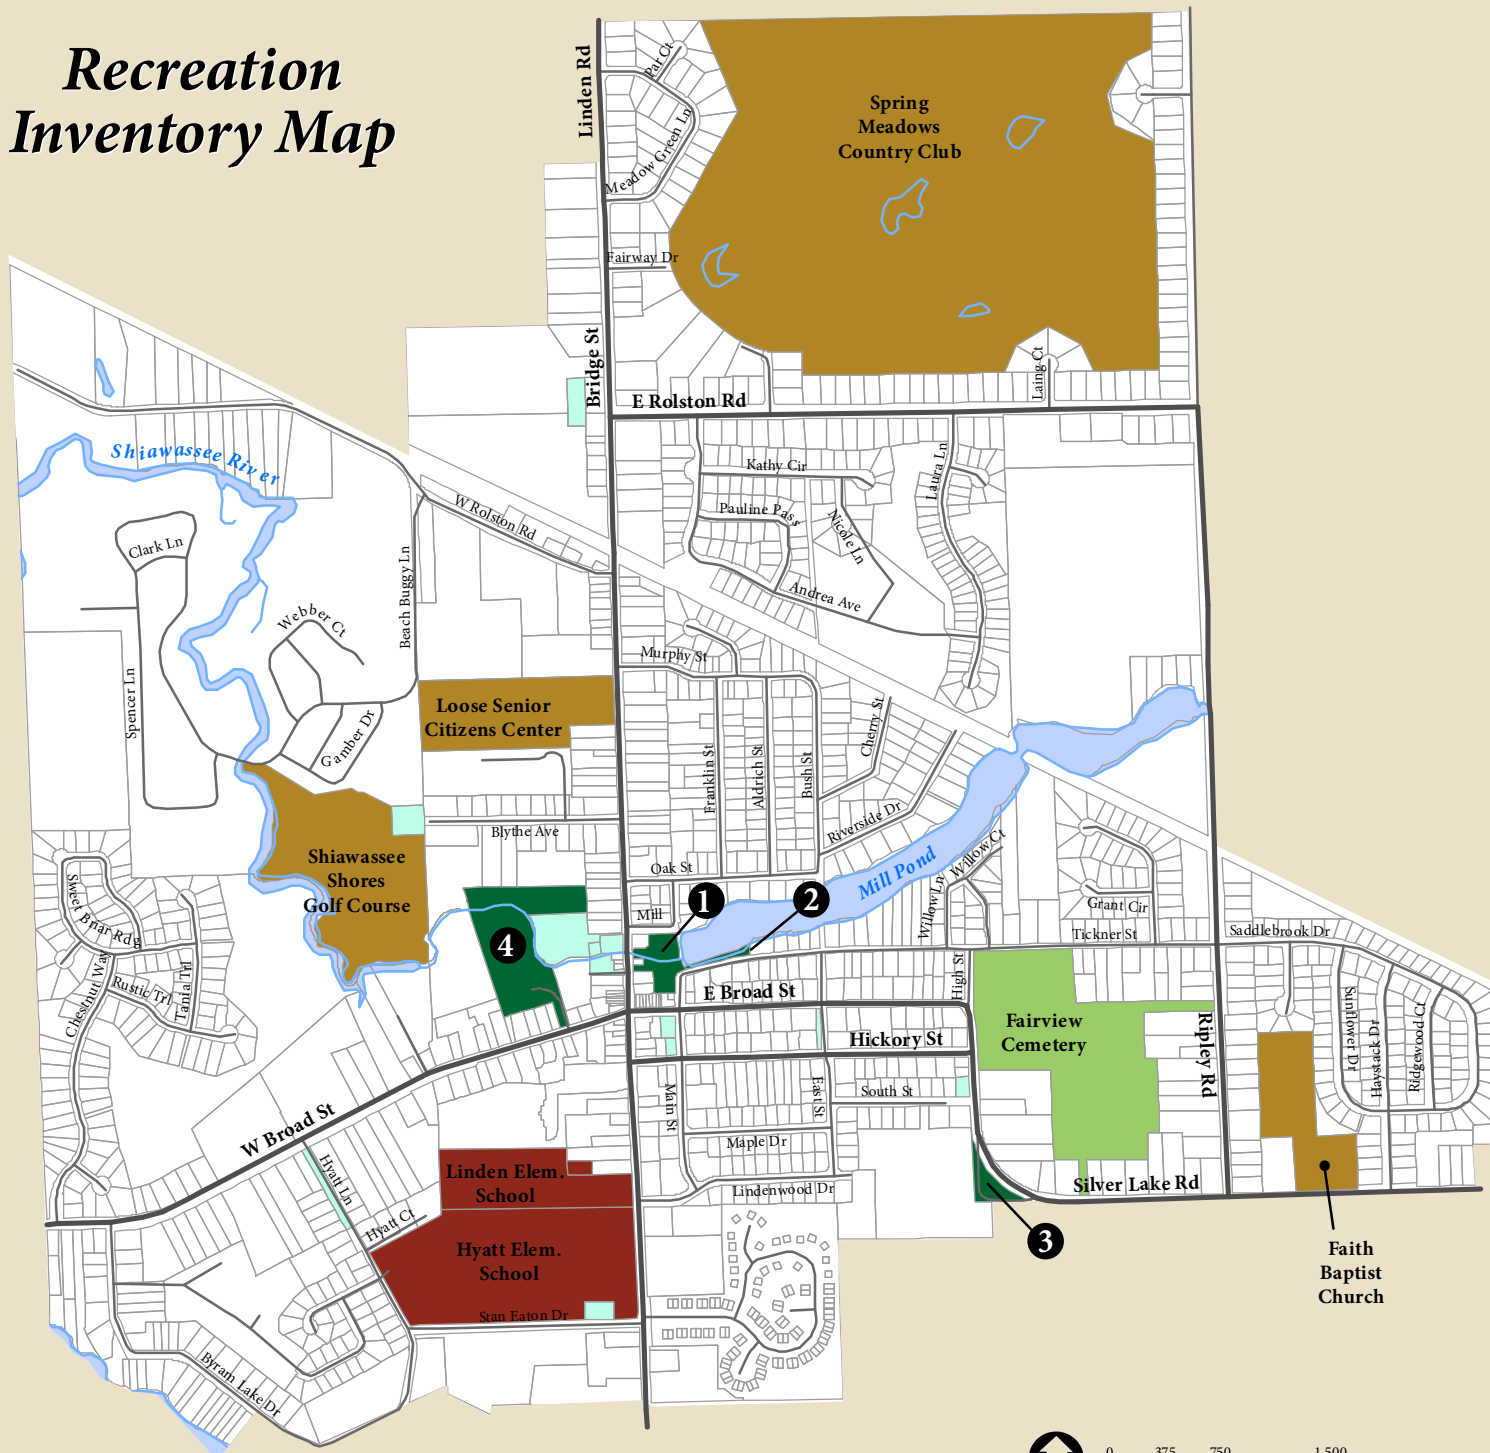 Recreation
Inventory Map
Linden Rd
Par Ct
Meadow Green Ln
Fairway Dr
Spring
Meadows
Country Club
Bridge St
E Rolston Rd
Laing Ct
Shiawassee River
W Rolston Rd
Kathy Cir
Laura Ln
Pauline Pass
Nicole Ln
Andrea Ave
Clark Ln
Webber Ct
Beach Buggy Ln
Spencer Ln
Gamber Dr
Murphy St
Loose Senior
Citizens Center
Franklin St
Aldrich St
Bush St
Cherry St
Riverside Dr
Blythe Ave
Oak St
Mill
Mill Pond
Willow Ct
Willow Ln
Shiawassee
Shores
Golf Course
1
2
4
Grant Cir
Tickner St
Saddlebrook Dr
Sweet Briar Rdg
Chestnut Way
Rustic Trl
Tania Trl
E Broad St
High St
Hickory St
Fairview
Cemetery
Ripley Rd
Sunflower Dr
Haystack Dr
Ridgewood Ct
W Broad St
Main St
East St
South St
Maple Dr
Lindenwood Dr
Silver Lake Rd
Hyatt Ln
Hyatt Ct
Linden Elem.
School
Hyatt Elem.
School
Stan Eaton Dr
3
Faith
Baptist
Church
Byram Lake Dr
0 375 750 1,500